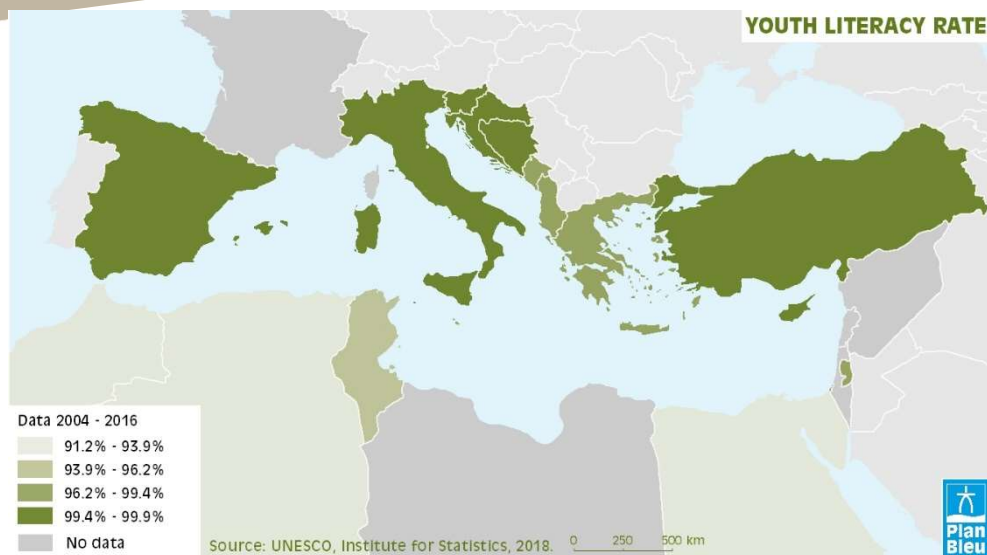 YOUTH LITERACY RATE
Data 2004 - 2016
91.2% - 93.9%
93.9% - 96.2%
96.2% - 99.4%
99.4% - 99.9%
No data
Source: UNESCO, Institute for Statistics, 2018.
0 250 500 km
Plan
Bleu